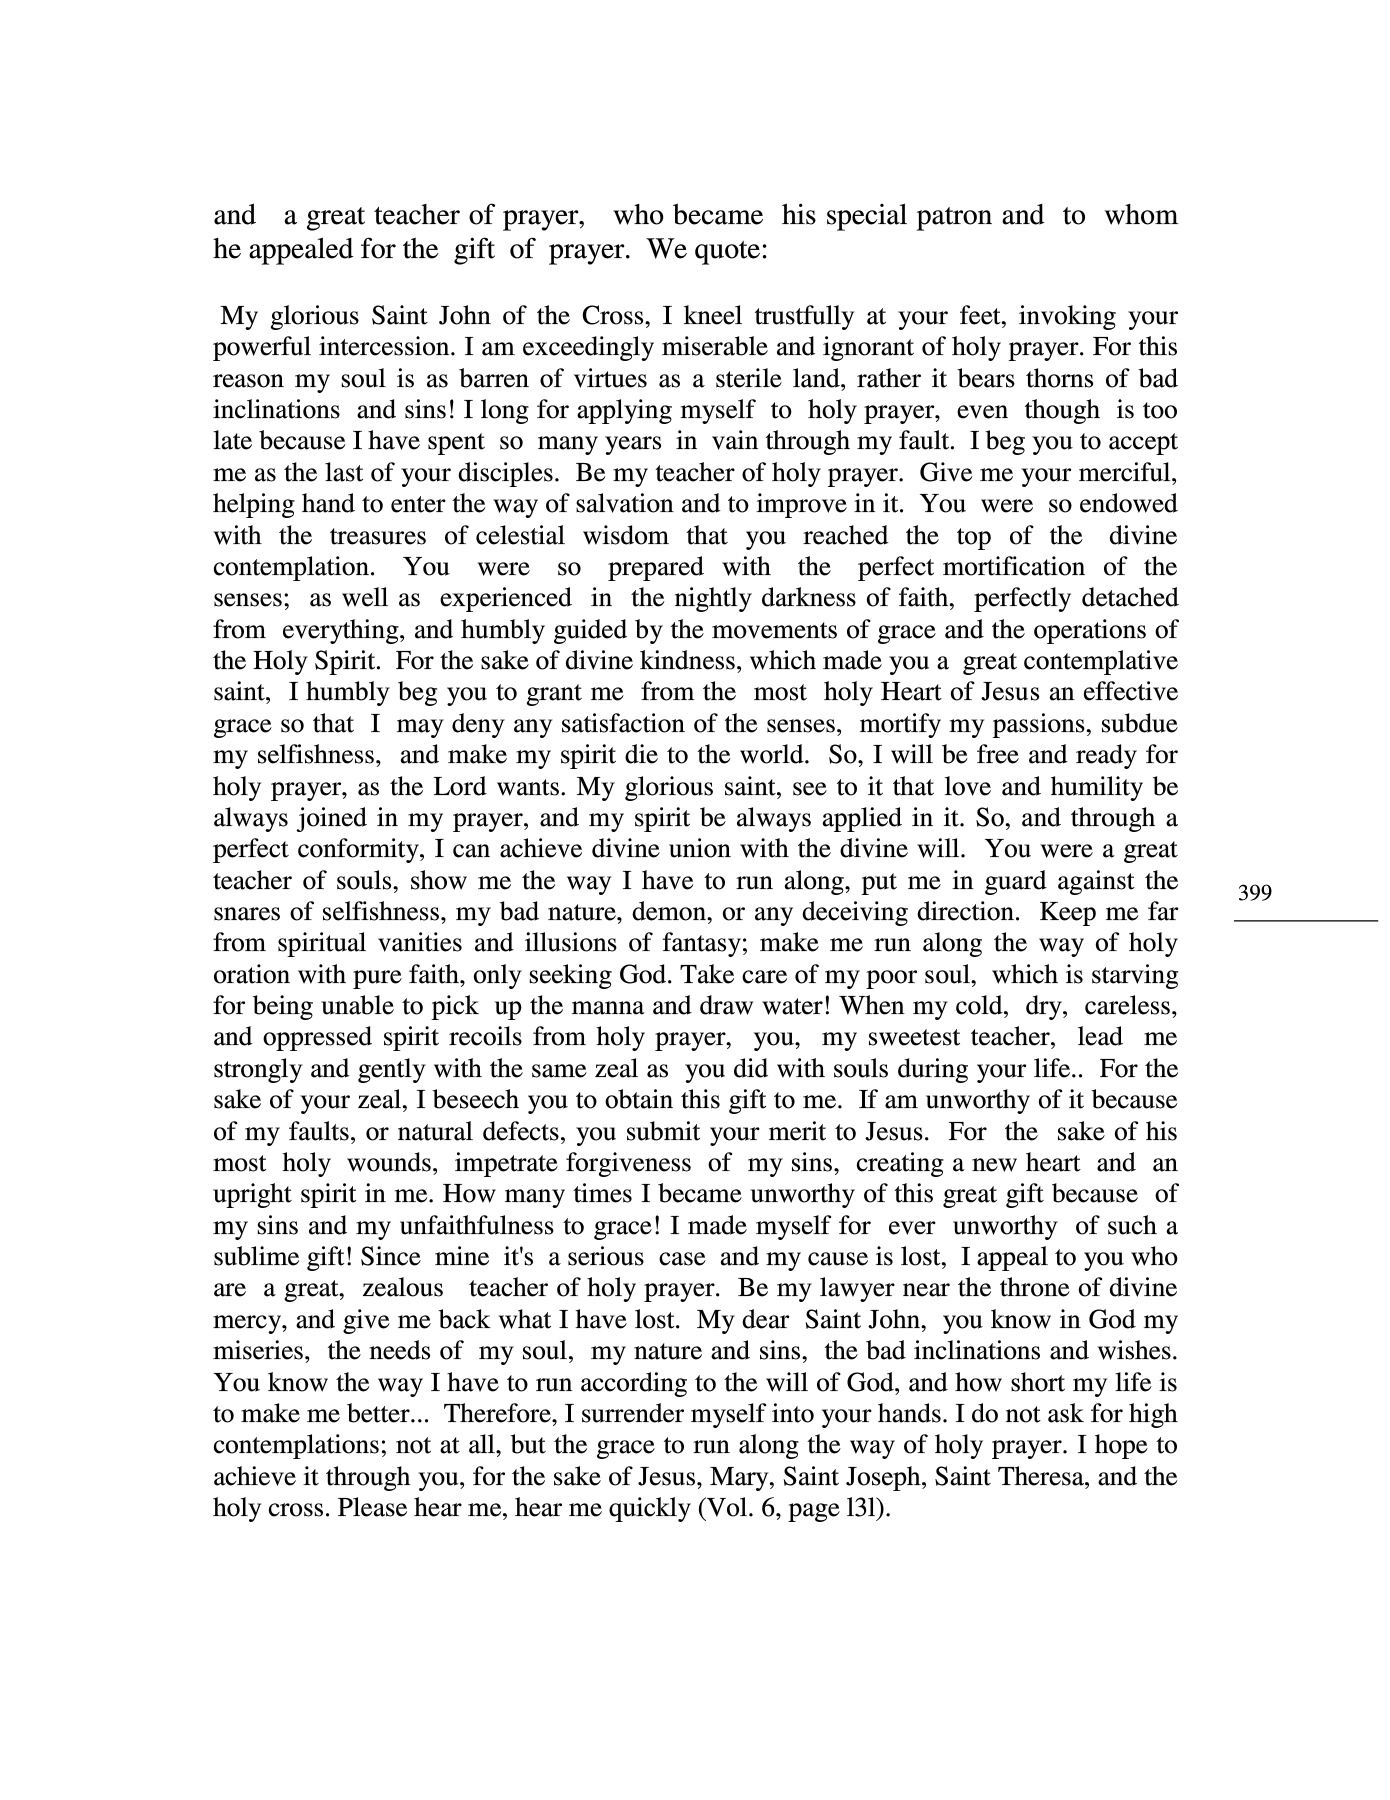 and a great teacher of prayer, who became his special patron and to whom
he appealed for the gift of prayer. We quote:
My glorious Saint John of the Cross, I kneel trustfully at your feet, invoking your
powerful intercession. I am exceedingly miserable and ignorant of holy prayer. For this
reason my soul is as barren of virtues as a sterile land, rather it bears thorns of bad
inclinations and sins! I long for applying myself to holy prayer, even though is too
late because I have spent so many years in vain through my fault. I beg you to accept
me as the last of your disciples. Be my teacher of holy prayer. Give me your merciful,
helping hand to enter the way of salvation and to improve in it. You were so endowed
with the treasures of celestial wisdom that you reached the top of the divine
contemplation. You were so prepared with the perfect mortification of the
senses; as well as experienced in the nightly darkness of faith, perfectly detached
from everything, and humbly guided by the movements of grace and the operations of
the Holy Spirit. For the sake of divine kindness, which made you a great contemplative
saint, I humbly beg you to grant me from the most holy Heart of Jesus an effective
grace so that I may deny any satisfaction of the senses, mortify my passions, subdue
my selfishness, and make my spirit die to the world. So, I will be free and ready for
holy prayer, as the Lord wants. My glorious saint, see to it that love and humility be
always joined in my prayer, and my spirit be always applied in it. So, and through a
perfect conformity, I can achieve divine union with the divine will. You were a great
teacher of souls, show me the way I have to run along, put me in guard against the
snares of selfishness, my bad nature, demon, or any deceiving direction. Keep me far
from spiritual vanities and illusions of fantasy; make me run along the way of holy
oration with pure faith, only seeking God. Take care of my poor soul, which is starving
for being unable to pick up the manna and draw water! When my cold, dry, careless,
and oppressed spirit recoils from holy prayer, you, my sweetest teacher, lead me
strongly and gently with the same zeal as you did with souls during your life.. For the
sake of your zeal, I beseech you to obtain this gift to me. If am unworthy of it because
of my faults, or natural defects, you submit your merit to Jesus. For the sake of his
most holy wounds, impetrate forgiveness of my sins, creating a new heart and an
upright spirit in me. How many times I became unworthy of this great gift because of
my sins and my unfaithfulness to grace! I made myself for ever unworthy of such a
sublime gift! Since mine it's a serious case and my cause is lost, I appeal to you who
are a great, zealous teacher of holy prayer. Be my lawyer near the throne of divine
mercy, and give me back what I have lost. My dear Saint John, you know in God my
miseries, the needs of my soul, my nature and sins, the bad inclinations and wishes.
You know the way I have to run according to the will of God, and how short my life is
to make me better... Therefore, I surrender myself into your hands. I do not ask for high
contemplations; not at all, but the grace to run along the way of holy prayer. I hope to
achieve it through you, for the sake of Jesus, Mary, Saint Joseph, Saint Theresa, and the
holy cross. Please hear me, hear me quickly (Vol. 6, page l3l).
399